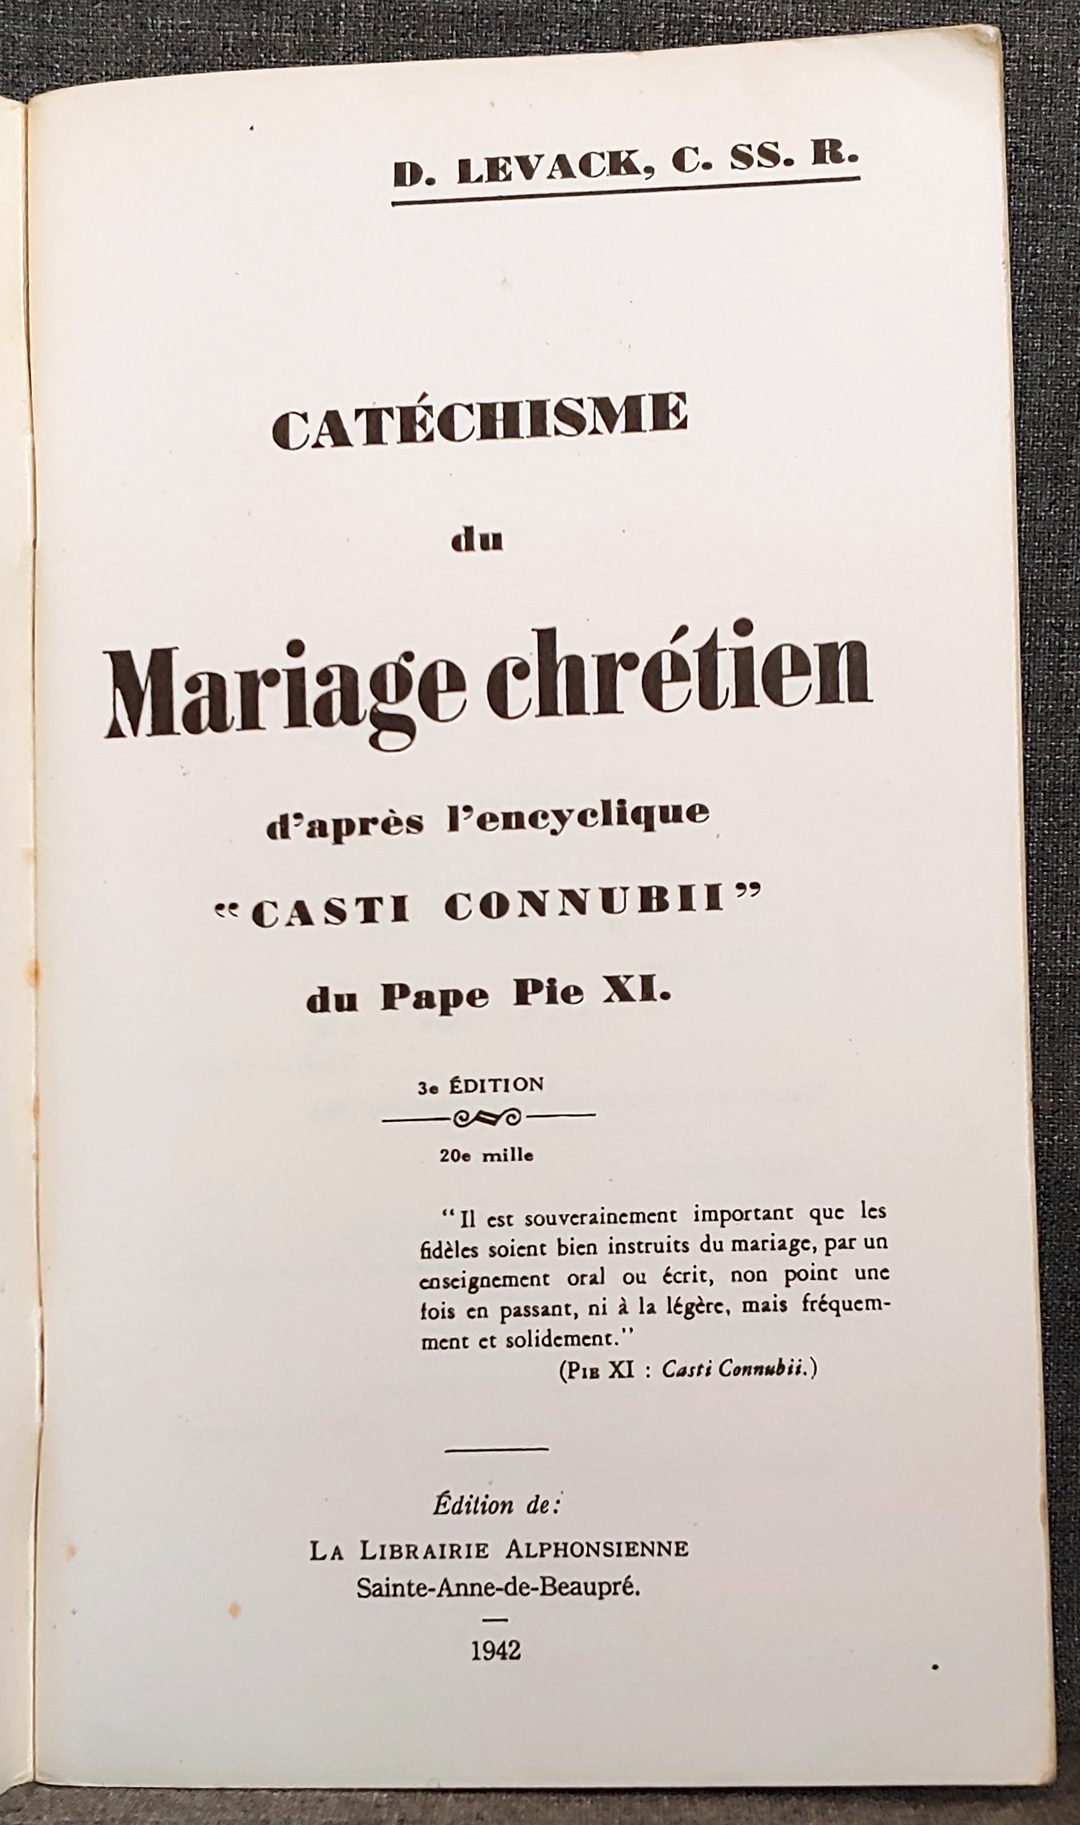 D. LEVACK, C. SS. R.
CATÉCHISME
du
Mariage chrétien
d'après l'encyclique
“CASTI CONNUBII”
du Pape Pie XI.
3e ÉDITION
20e mille
“Il est souverainement important que les
fidèles soient bien instruits du mariage, par un
enseignement oral ou écrit, non point une
fois en passant, ni à la légère, mais fréquem-
ment et solidement.”
(PIE XI : Casti Connubii.)
Édition de:
LA LIBRAIRIE ALPHONSIENNE
Sainte-Anne-de-Beaupré.
1942